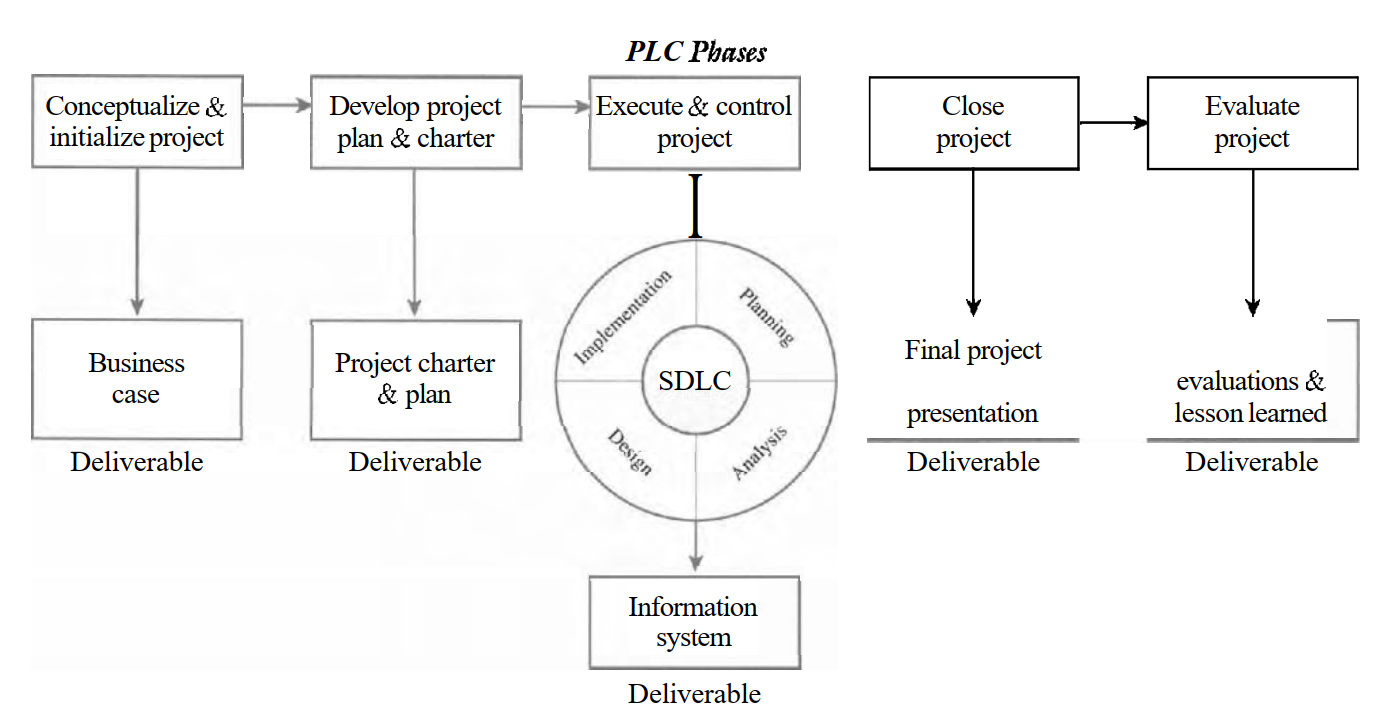 PLC Phases
Conceptualize &
initialize project
Develop project
plan & charter
Execute & control
project
Close
project
Evaluate
project
Implementation
Planning
SDLC
Design
Analysis
Business
case
Deliverable
Project charter
& plan
Deliverable
Final project
presentation
Deliverable
evaluations &
lesson learned
Deliverable
Information
system
Deliverable